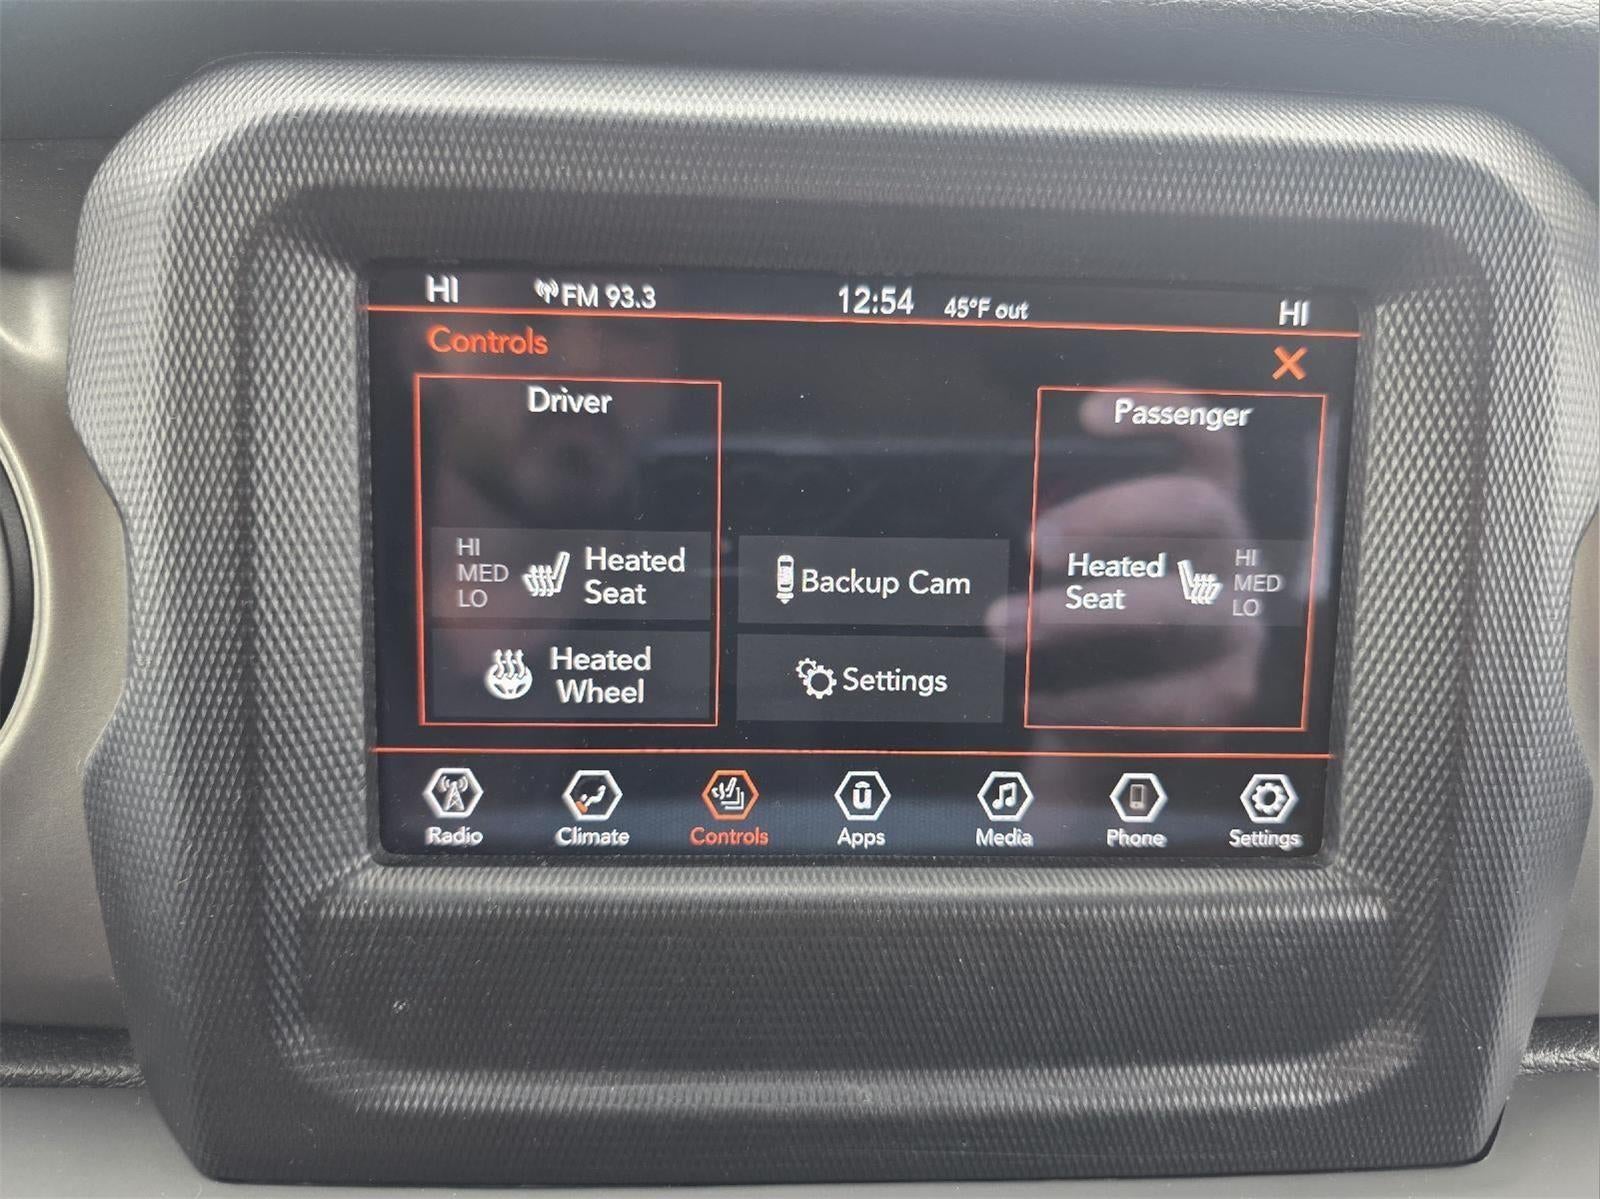 HI FM 93.3 12:54 45°F out HI
Controls
Driver
Passenger
HI
MED
LO
Heated
Seat
Heated
Wheel
Backup Cam
Settings
Heated
Seat
HI
MED
LO
Radio Climate Controls Apps Media Phone Settings